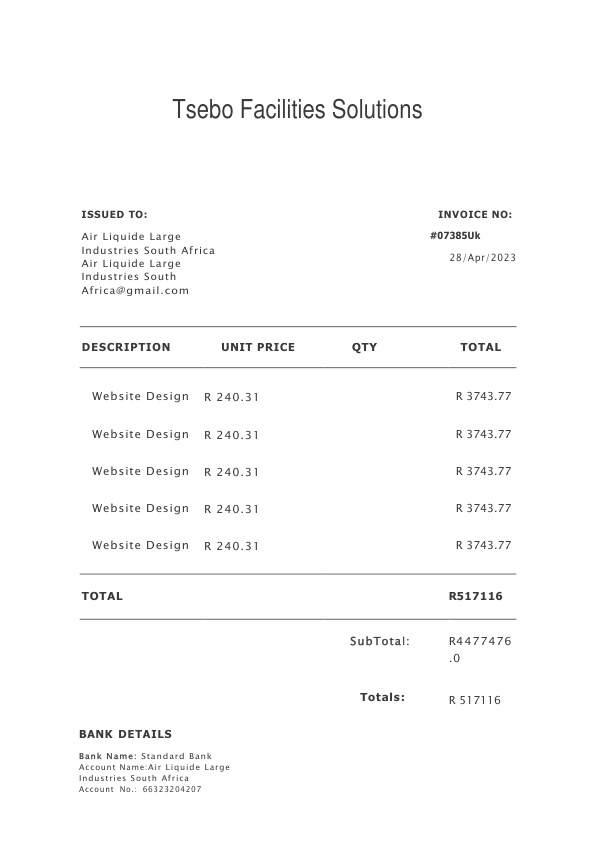 Tsebo Facilities Solutions
ISSUED TO:
INVOICE NO:
Air Liquide Large
Industries South Africa
Air Liquide Large
Industries South
Africa@gmail.com
#07385Uk
28/Apr/2023
DESCRIPTION UNIT PRICE QTY TOTAL
Website Design R 240.31 R 3743.77
Website Design R 240.31 R 3743.77
Website Design R 240.31 R 3743.77
Website Design R 240.31 R 3743.77
Website Design R 240.31 R 3743.77
TOTAL R517116
SubTotal: R4477476
.0
Totals: R 517116
BANK DETAILS
Bank Name: Standard Bank
Account Name:Air Liquide Large
Industries South Africa
Account No.: 66323204207